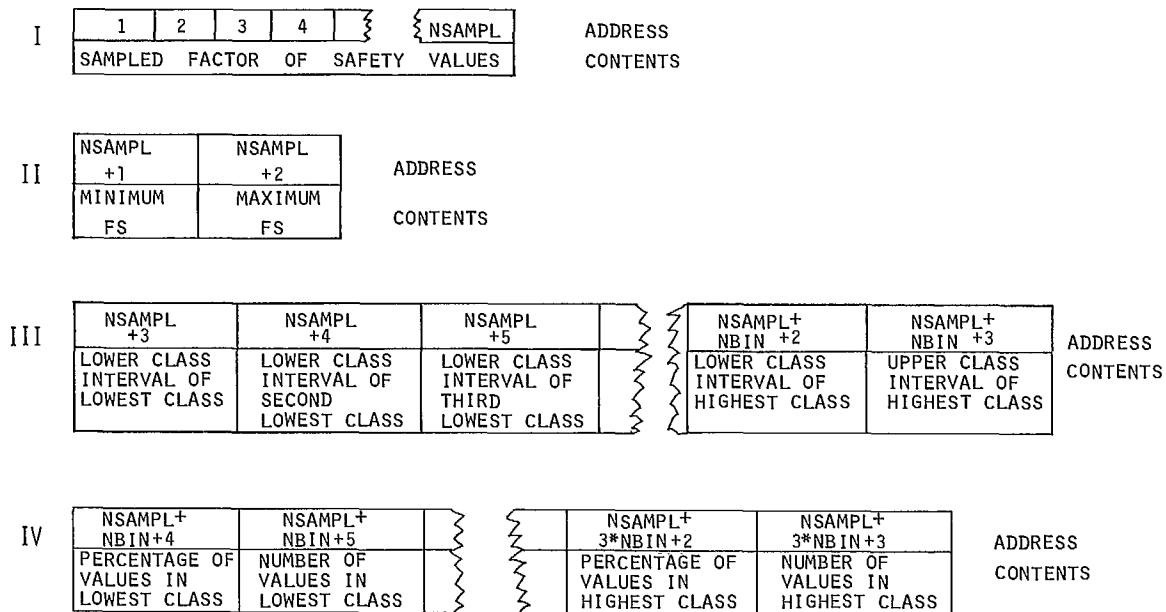 I
1 2 3 4 NSAMPL ADDRESS
SAMPLED FACTOR OF SAFETY VALUES CONTENTS
II
NSAMPL NSAMPL
+1 +2 ADDRESS
MINIMUM MAXIMUM
FS FS CONTENTS
III
NSAMPL NSAMPL NSAMPL NSAMPL+ NSAMPL+
+3 +4 +5 NBIN +2 NBIN +3 ADDRESS
LOWER CLASS LOWER CLASS LOWER CLASS LOWER CLASS UPPER CLASS CONTENTS
INTERVAL OF INTERVAL OF INTERVAL OF INTERVAL OF INTERVAL OF
LOWEST CLASS SECOND THIRD HIGHEST CLASS HIGHEST CLASS
LOWEST CLASS LOWEST CLASS
IV
NSAMPL+ NSAMPL+ NSAMPL+ NSAMPL+
NBIN+4 NBIN+5 3*NBIN+2 3*NBIN+3 ADDRESS
PERCENTAGE OF NUMBER OF PERCENTAGE OF NUMBER OF
VALUES IN VALUES IN VALUES IN VALUES IN CONTENTS
LOWEST CLASS LOWEST CLASS HIGHEST CLASS HIGHEST CLASS